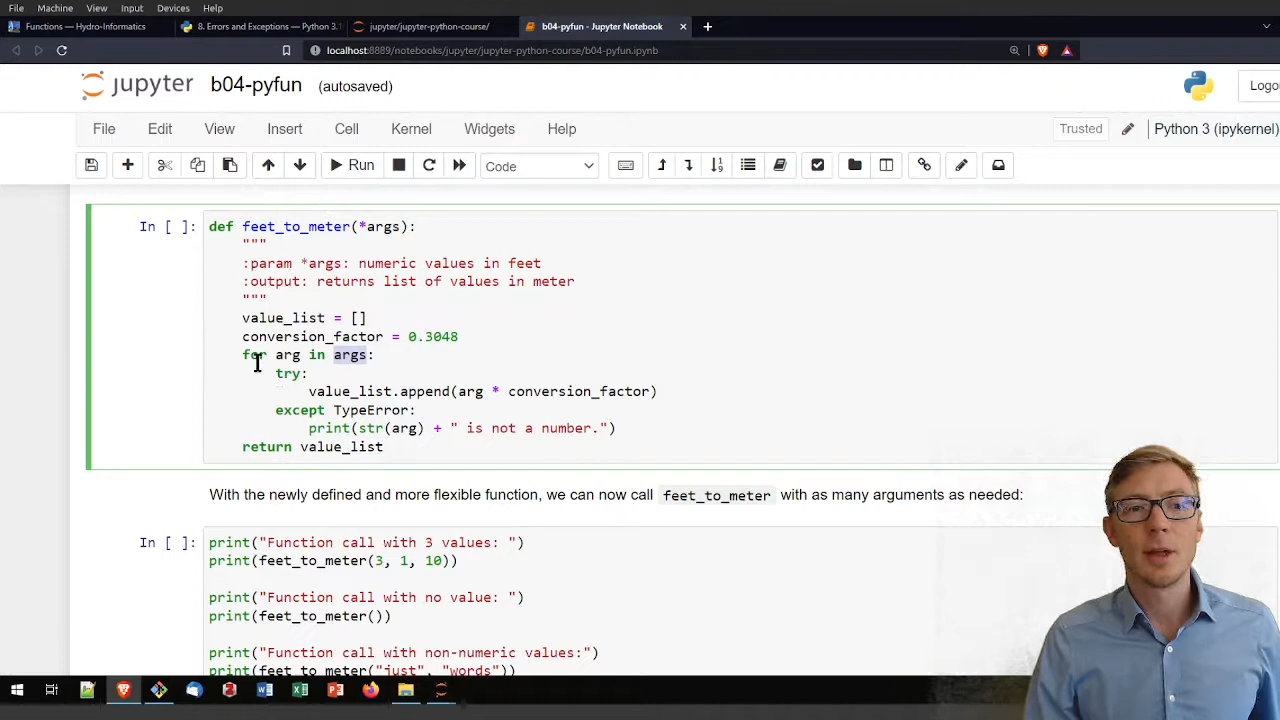 File Machine View Input Devices Help
Functions — Hydro-Informatics
8. Errors and Exceptions — Python 3.
jupyter/jupyter-python-course/
b04-pyfun - Jupyter Notebook
localhost:8889/notebooks/jupyter/jupyter-python-course/b04-pyfun.ipynb
jupyter b04-pyfun (autosaved)
Logo
File Edit View Insert Cell Kernel Widgets Help
Trusted
Python 3 (ipykernel)
Run
Code
In [ ]:
def feet_to_meter(*args):
"""
:param *args: numeric values in feet
:output: returns list of values in meter
"""
value_list = []
conversion_factor = 0.3048
for arg in args:
try:
value_list.append(arg * conversion_factor)
except TypeError:
print(str(arg) + " is not a number.")
return value_list
With the newly defined and more flexible function, we can now call feet_to_meter with as many arguments as needed:
In [ ]:
print("Function call with 3 values: ")
print(feet_to_meter(3, 1, 10))
print("Function call with no value: ")
print(feet_to_meter())
print("Function call with non-numeric values:")
print(feet_to_meter("just", "words"))